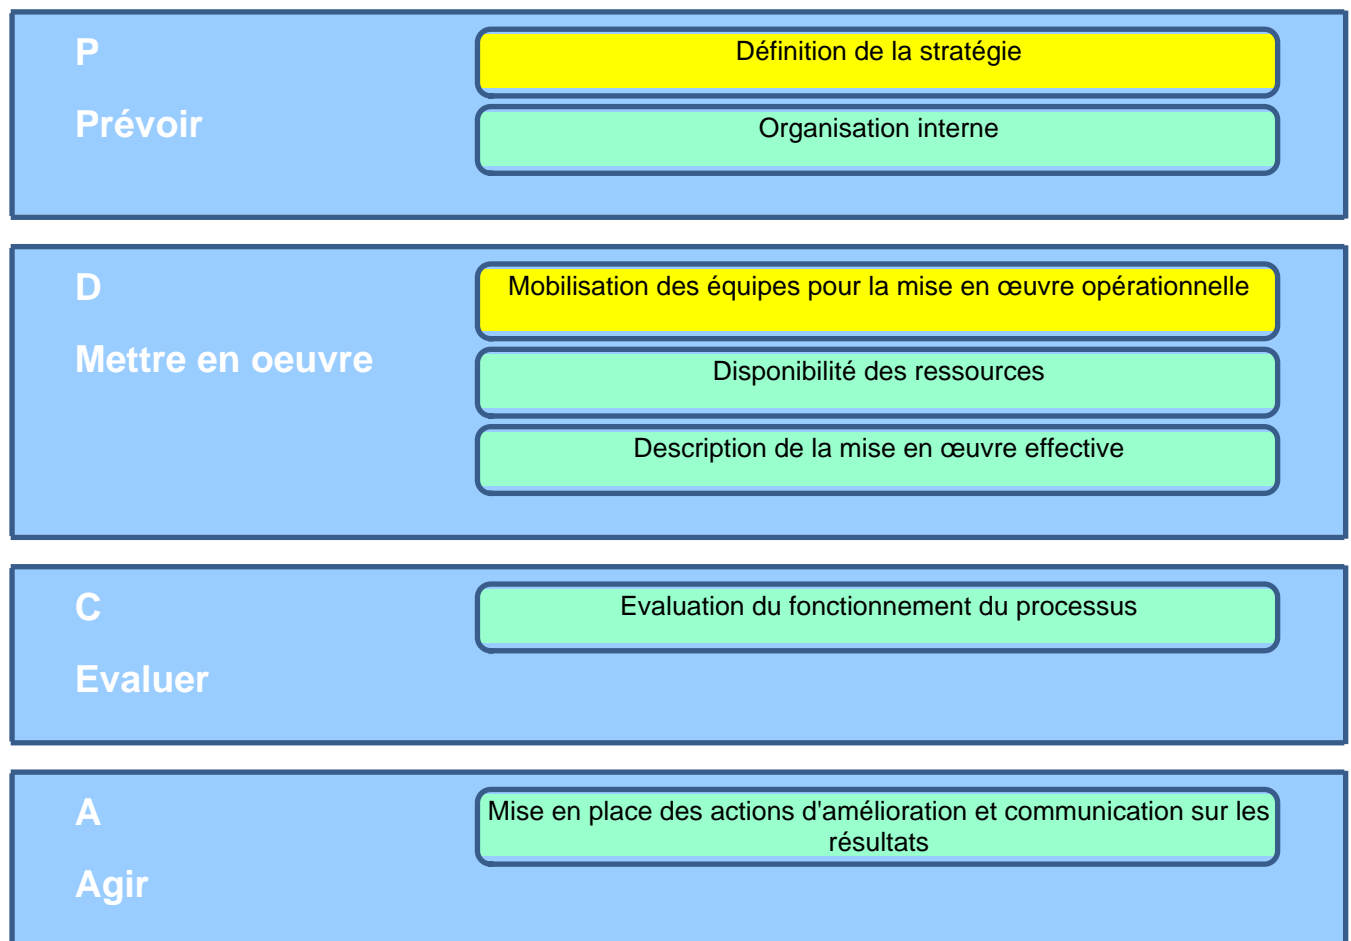 P
Définition de la stratégie
Prévoir
Organisation interne
D
Mobilisation des équipes pour la mise en œuvre opérationnelle
Mettre en oeuvre
Disponibilité des ressources
Description de la mise en œuvre effective
C
Evaluation du fonctionnement du processus
Evaluer
A
Mise en place des actions d'amélioration et communication sur les
résultats
Agir